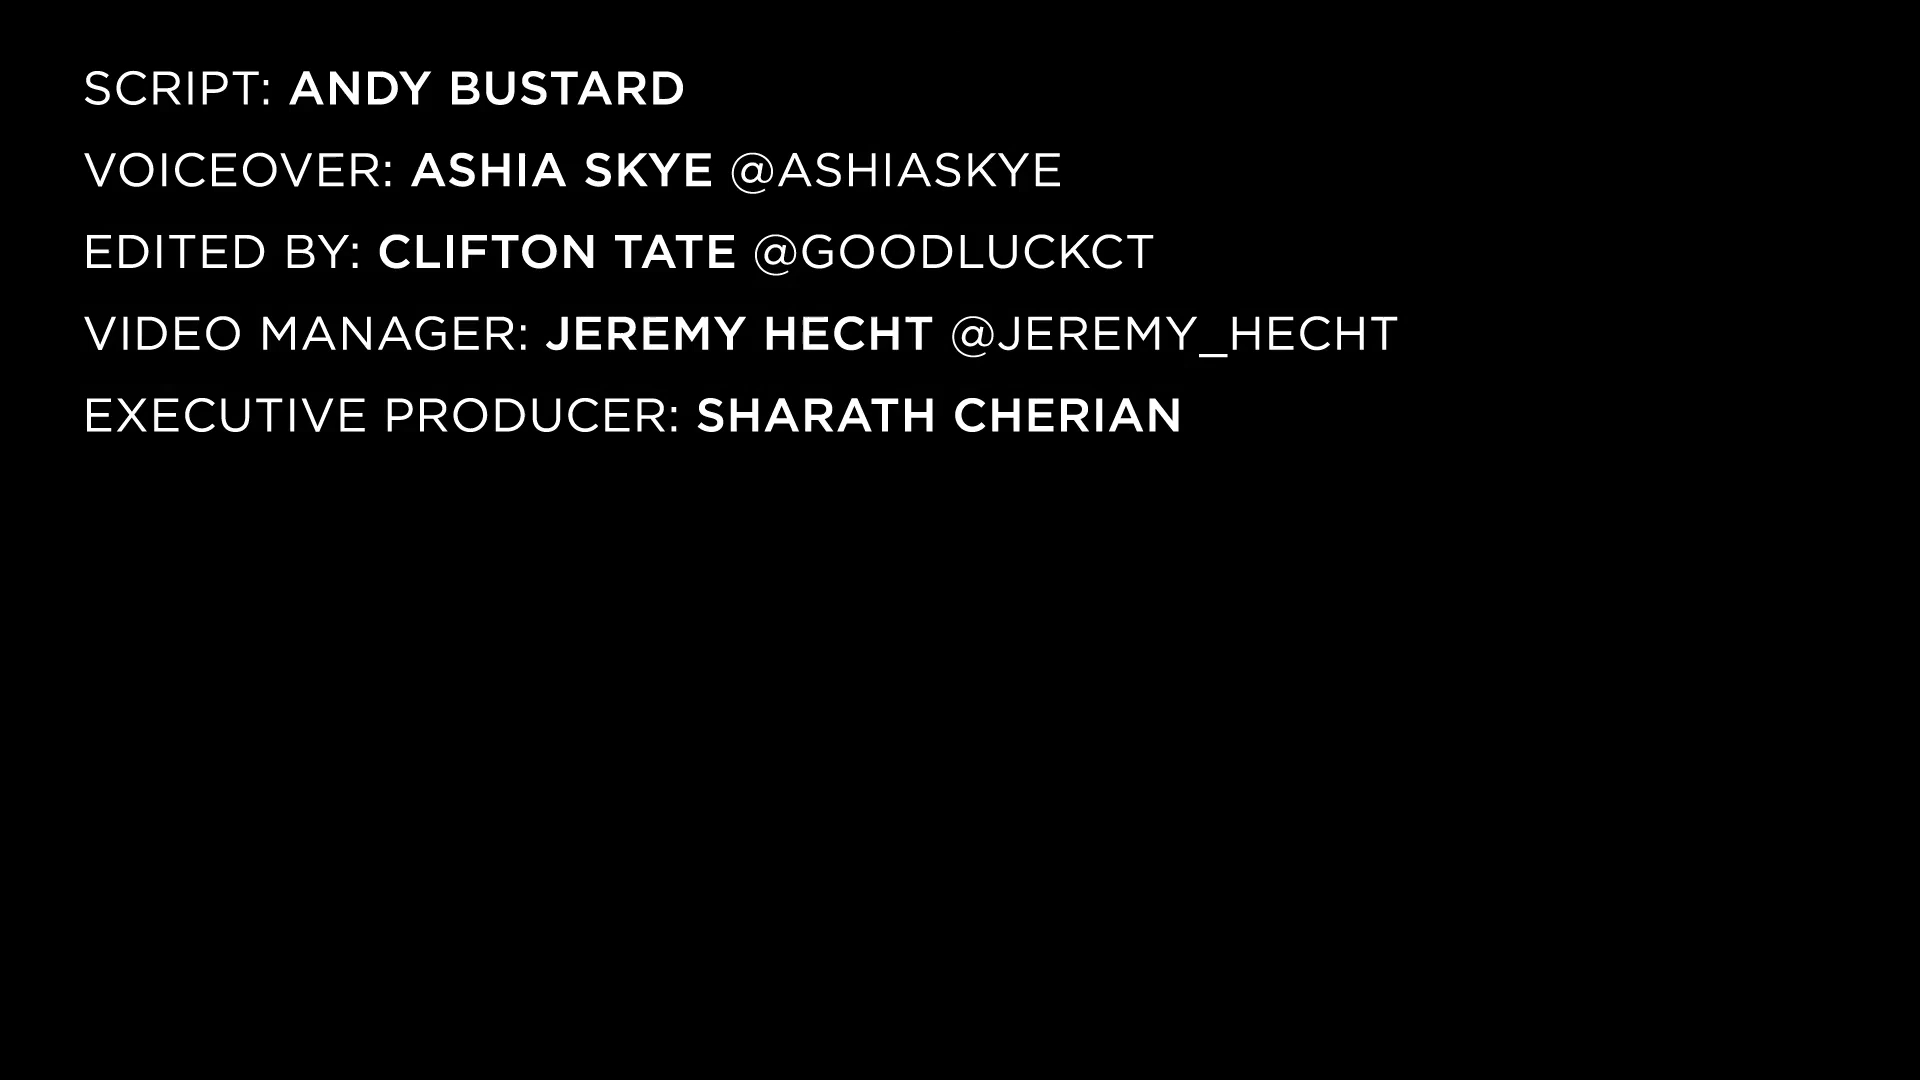 SCRIPT: ANDY BUSTARD
VOICEOVER: ASHIA SKYE @ASHIASKYE
EDITED BY: CLIFTON TATE @GOODLUCKCT
VIDEO MANAGER: JEREMY HECHT @JEREMY_HECHT
EXECUTIVE PRODUCER: SHARATH CHERIAN